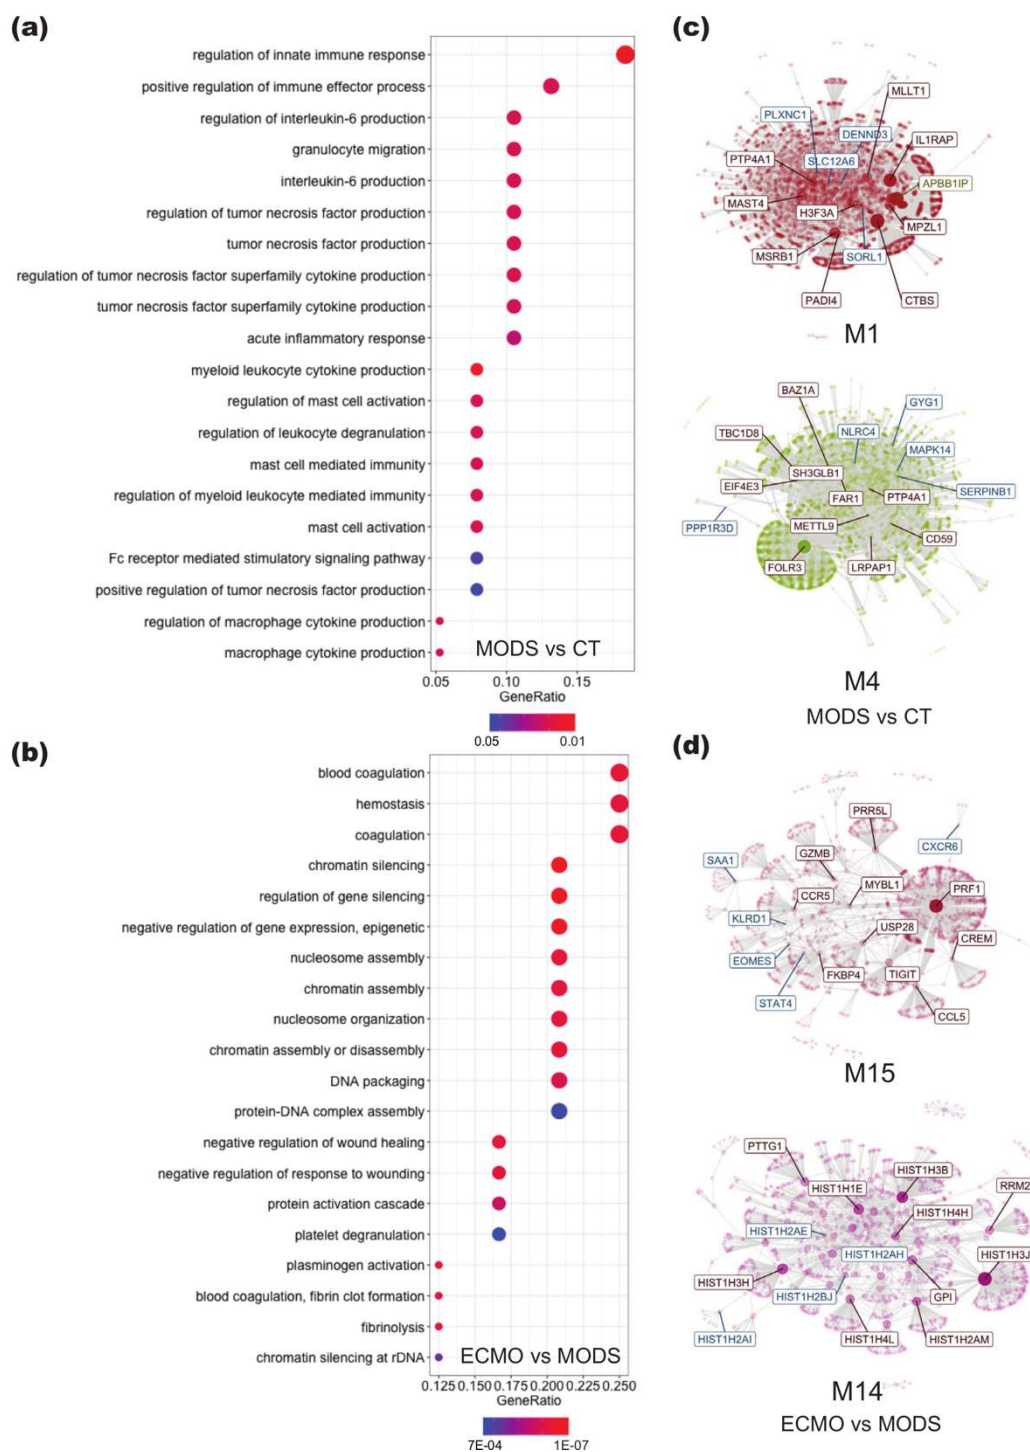 (a)
regulation of innate immune response
positive regulation of immune effector process
regulation of interleukin-6 production
granulocyte migration
interleukin-6 production
regulation of tumor necrosis factor production
tumor necrosis factor production
regulation of tumor necrosis factor superfamily cytokine production
tumor necrosis factor superfamily cytokine production
acute inflammatory response
myeloid leukocyte cytokine production
regulation of mast cell activation
regulation of leukocyte degranulation
mast cell mediated immunity
regulation of myeloid leukocyte mediated immunity
mast cell activation
Fc receptor mediated stimulatory signaling pathway
positive regulation of tumor necrosis factor production
regulation of macrophage cytokine production
macrophage cytokine production
MODS vs CT
0.05 0.10 0.15
GeneRatio
0.05 0.01
(b)
blood coagulation
hemostasis
coagulation
chromatin silencing
regulation of gene silencing
negative regulation of gene expression, epigenetic
nucleosome assembly
chromatin assembly
nucleosome organization
chromatin assembly or disassembly
DNA packaging
protein-DNA complex assembly
negative regulation of wound healing
negative regulation of response to wounding
protein activation cascade
platelet degranulation
plasminogen activation
blood coagulation, fibrin clot formation
fibrinolysis
chromatin silencing at rDNA
ECMO vs MODS
0.125 0.150 0.175 0.200 0.225 0.250
GeneRatio
7E-04 1E-07
(c)
MLLT1
PLXNC1
DENND3
IL1RAP
PTP4A1
SLC12A6
APBB1IP
MAST4
H3F3A
MPZL1
MSRB1
SORL1
PADI4
CTBS
M1
BAZ1A
GYG1
TBC1D8
NLRC4
MAPK14
SH3GLB1
EIF4E3
FAR1
PTP4A1
SERPINB1
PPP1R3D
METTL9
CD59
FOLR3
LRPAP1
M4
MODS vs CT
(d)
PRR5L
CXCR6
SAA1
GZMB
CCR5
MYBL1
PRF1
KLRD1
USP28
CREM
EOMES
FKBP4
TIGIT
STAT4
CCL5
M15
PTTG1
HIST1H3B
HIST1H1E
RRM2
HIST1H4H
HIST1H2AE
HIST1H2AH
HIST1H3J
HIST1H3H
HIST1H2BJ
GPI
HIST1H2AI
HIST1H4L
HIST1H2AM
M14
ECMO vs MODS